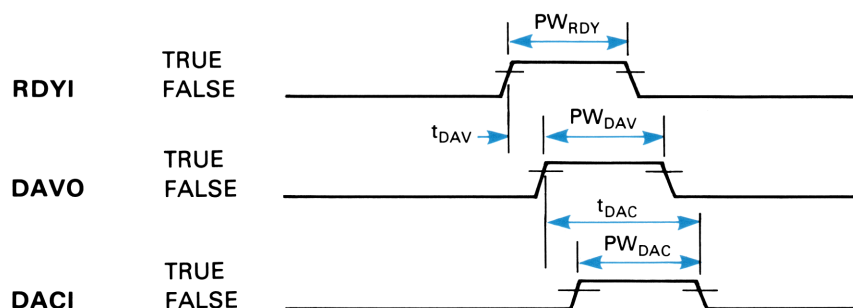 PW_RDY
TRUE
RDYI FALSE
PW_DAV
t_DAV
TRUE
DAVO FALSE
t_DAC
PW_DAC
TRUE
DACI FALSE